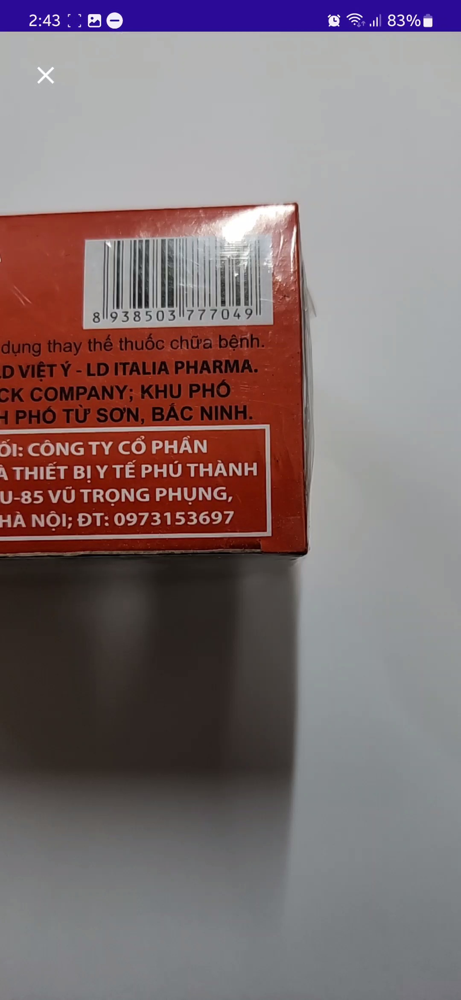 2:43 83%
8 938503 777049
dụng thay thế thuốc chữa bệnh.
LD VIỆT Ý - LD ITALIA PHARMA.
CK COMPANY; KHU PHỐ
H PHỐ TỪ SƠN, BẮC NINH.
ỐI: CÔNG TY CỔ PHẦN
À THIẾT BỊ Y TẾ PHÚ THÀNH
U-85 VŨ TRỌNG PHỤNG,
HÀ NỘI; ĐT: 0973153697